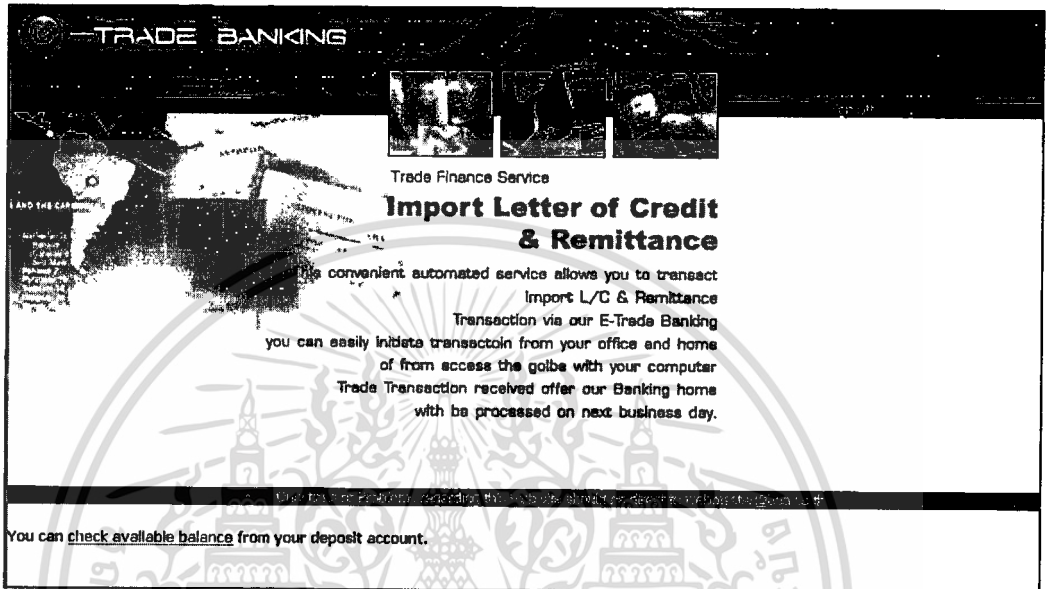 TRADE BANKING
Trade Finance Service
Import Letter of Credit
& Remittance
convenient automated service allows you to transact
Import L/C & Remittance
Transaction via our E-Trade Banking
you can easily initiate transactoin from your office and home
of from access the golbe with your computer
Trade Transaction received offer our Banking home
with be processed on next business day.
You can check available balance from your deposit account.